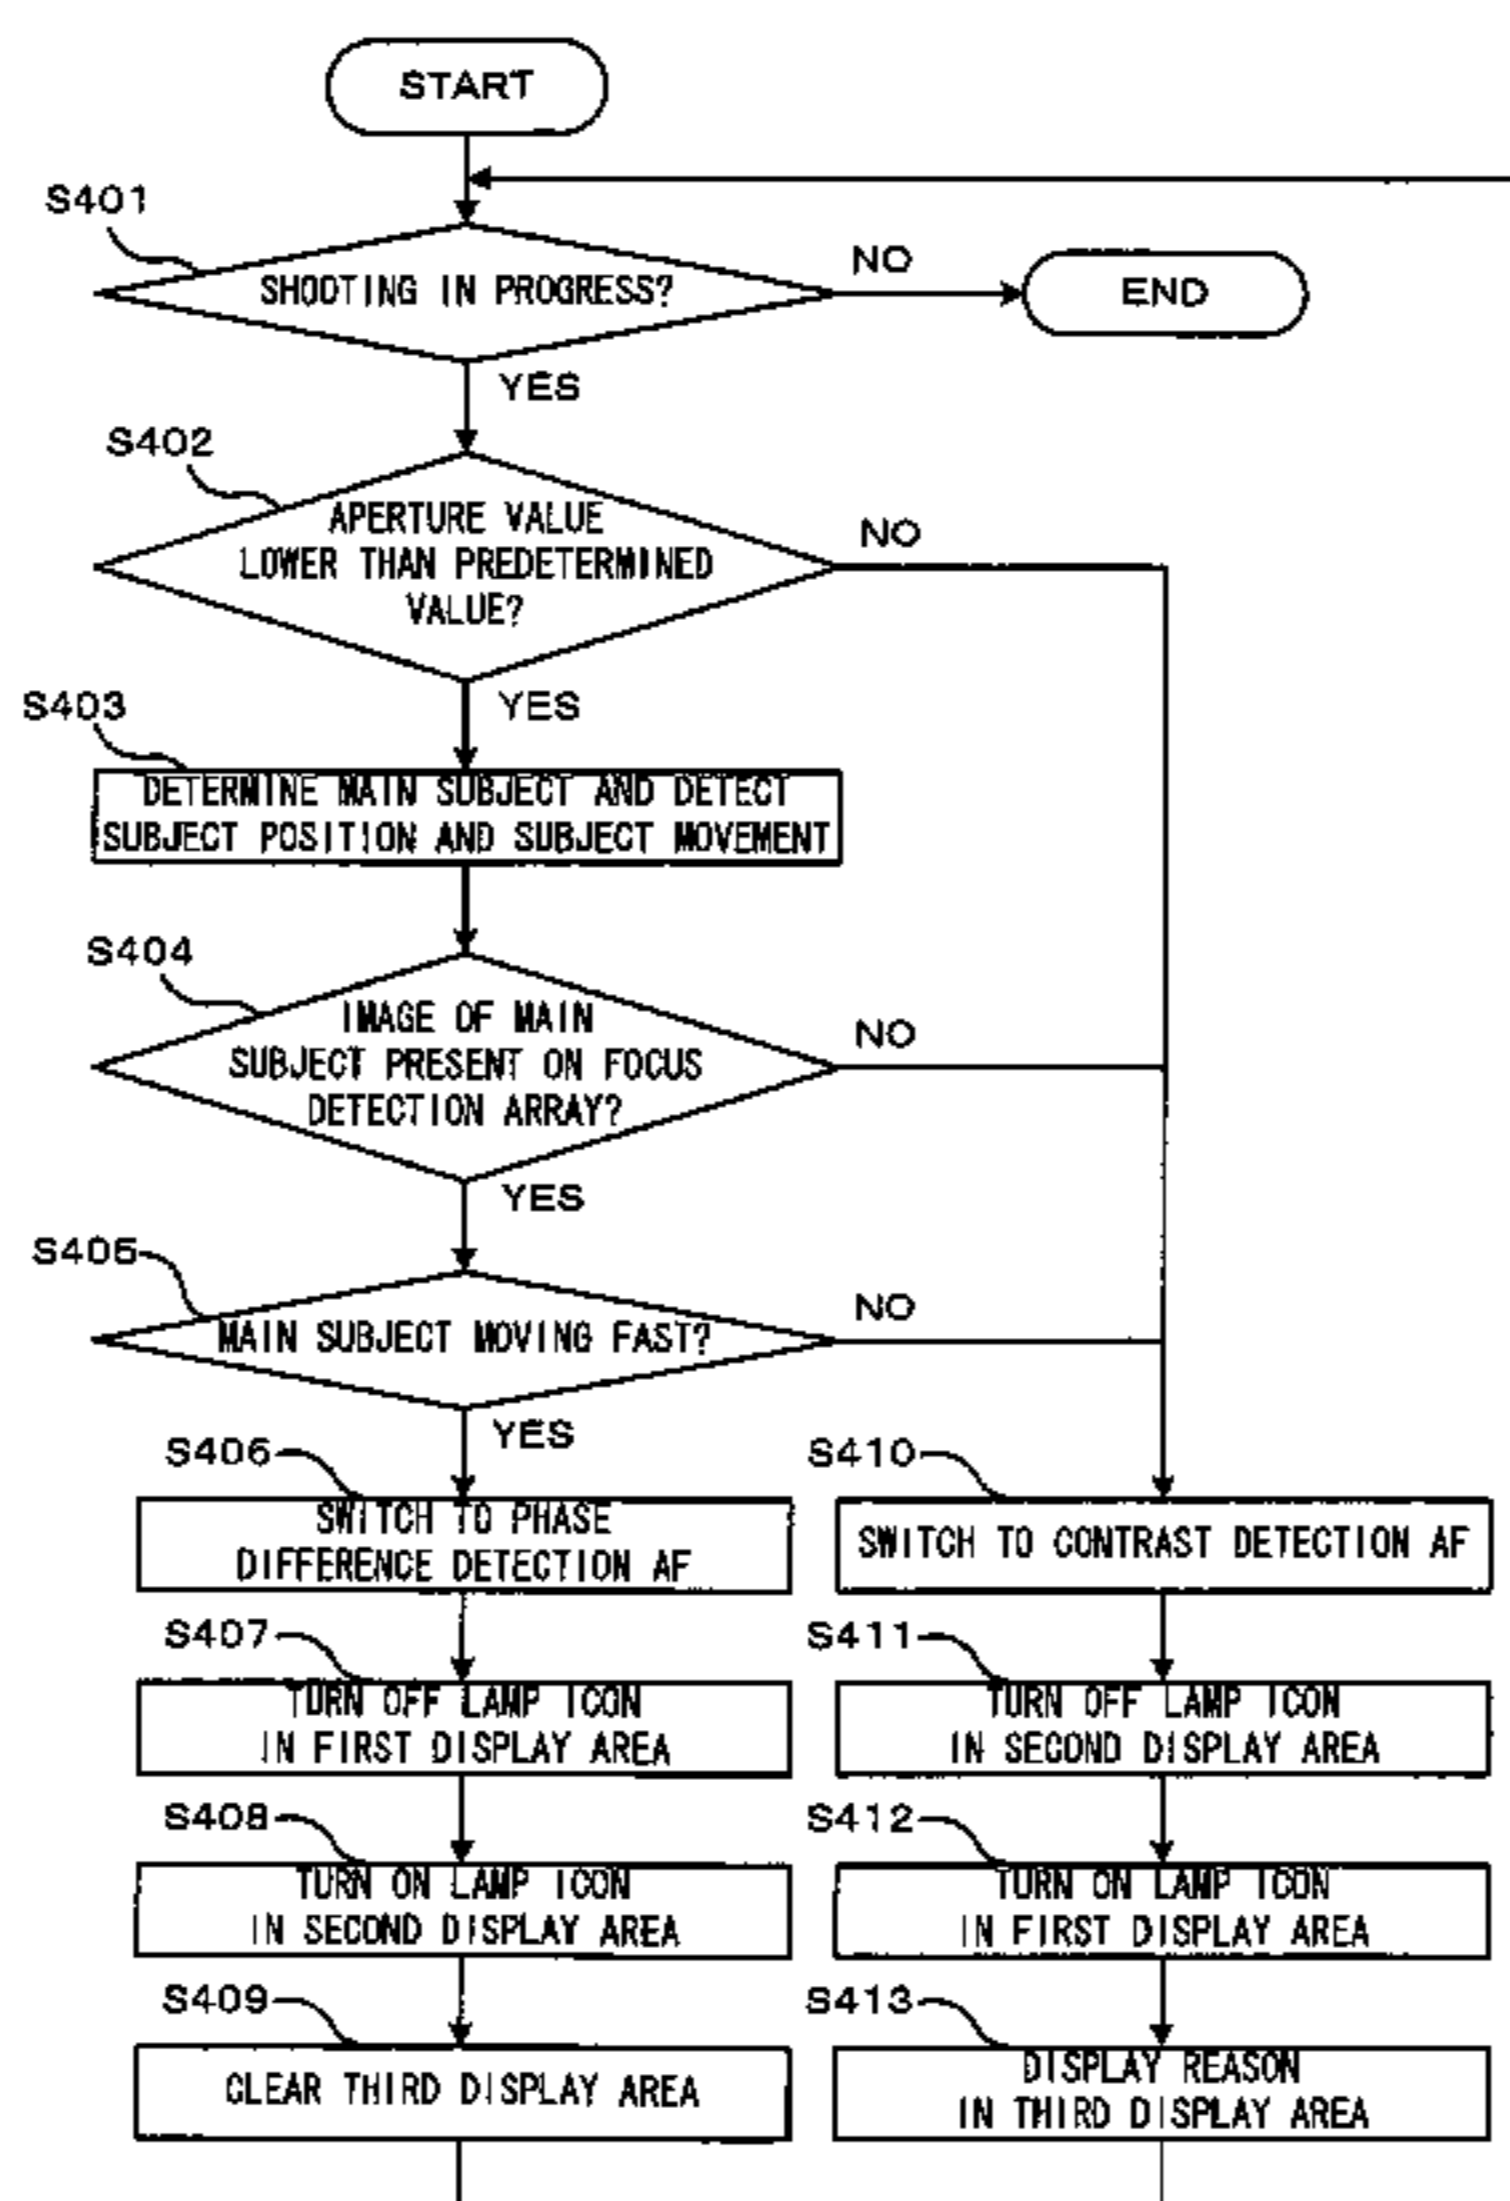 START
S401
SHOOTING IN PROGRESS?
NO
END
YES
S402
APERTURE VALUE
LOWER THAN PREDETERMINED
VALUE?
NO
YES
S403
DETERMINE MAIN SUBJECT AND DETECT
SUBJECT POSITION AND SUBJECT MOVEMENT
S404
IMAGE OF MAIN
SUBJECT PRESENT ON FOCUS
DETECTION ARRAY?
NO
YES
S405
MAIN SUBJECT MOVING FAST?
NO
YES
S406
SWITCH TO PHASE
DIFFERENCE DETECTION AF
S410
SWITCH TO CONTRAST DETECTION AF
S407
TURN OFF LAMP ICON
IN FIRST DISPLAY AREA
S411
TURN OFF LAMP ICON
IN SECOND DISPLAY AREA
S408
TURN ON LAMP ICON
IN SECOND DISPLAY AREA
S412
TURN ON LAMP ICON
IN FIRST DISPLAY AREA
S409
CLEAR THIRD DISPLAY AREA
S413
DISPLAY REASON
IN THIRD DISPLAY AREA